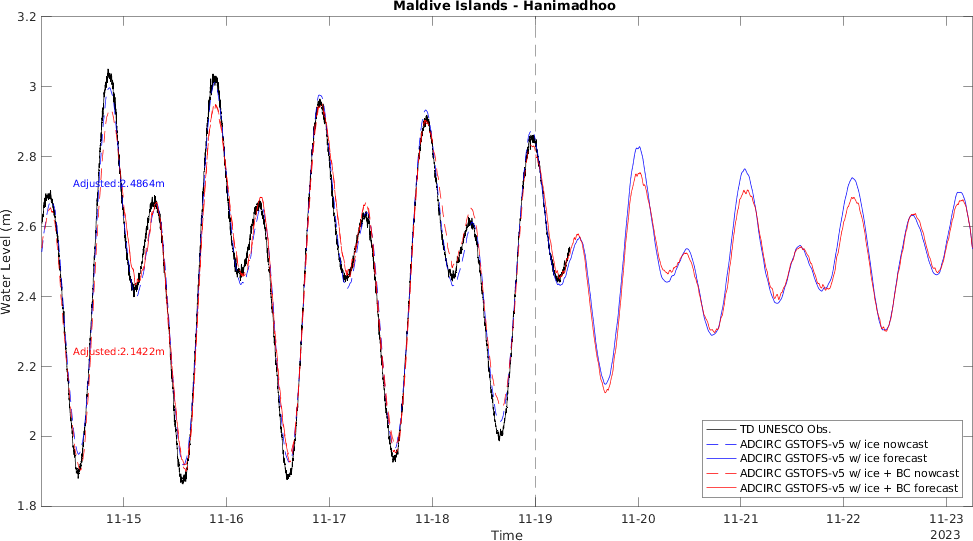 Maldive Islands - Hanimadhoo
3.2
3
2.8
2.6
2.4
2.2
2
1.8
Water Level (m)
Adjusted:2.4864m
Adjusted:2.1422m
TD UNESCO Obs.
ADCIRC GSTOFS-v5 w/ ice nowcast
ADCIRC GSTOFS-v5 w/ ice forecast
ADCIRC GSTOFS-v5 w/ ice + BC nowcast
ADCIRC GSTOFS-v5 w/ ice + BC forecast
11-15 11-16 11-17 11-18 11-19 11-20 11-21 11-22 11-23
Time 2023